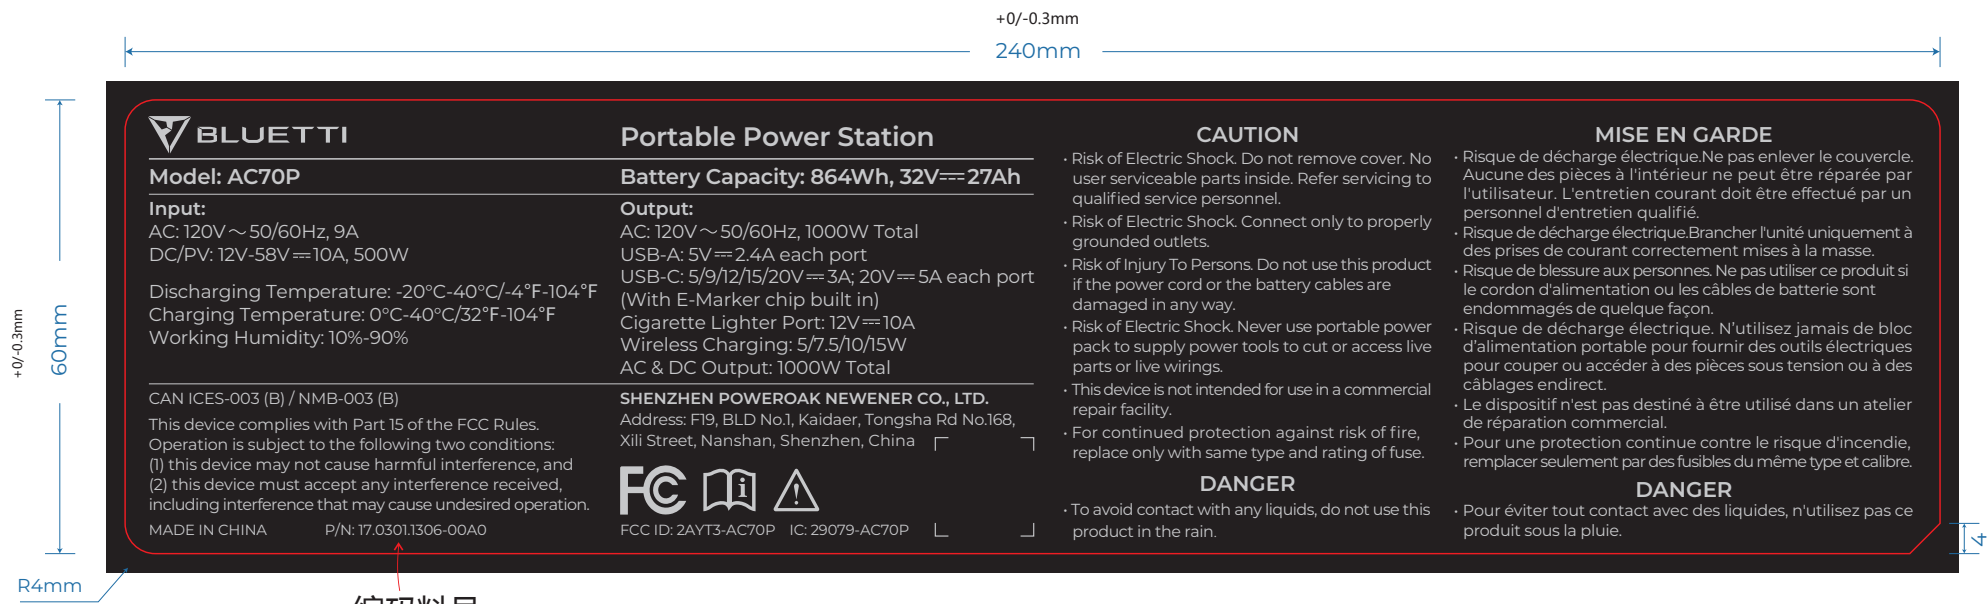 +0/-0.3mm
240mm
+0/-0.3mm
60mm
BLUETTI
Portable Power Station
Model: AC70P
Battery Capacity: 864Wh, 32V⎓27Ah
Input:
AC: 120V～50/60Hz, 9A
DC/PV: 12V-58V⎓10A, 500W
Discharging Temperature: -20°C-40°C/-4°F-104°F
Charging Temperature: 0°C-40°C/32°F-104°F
Working Humidity: 10%-90%
Output:
AC: 120V～50/60Hz, 1000W Total
USB-A: 5V⎓2.4A each port
USB-C: 5/9/12/15/20V⎓3A; 20V⎓5A each port
(With E-Marker chip built in)
Cigarette Lighter Port: 12V⎓10A
Wireless Charging: 5/7.5/10/15W
AC & DC Output: 1000W Total
CAN ICES-003 (B) / NMB-003 (B)
This device complies with Part 15 of the FCC Rules.
Operation is subject to the following two conditions:
(1) this device may not cause harmful interference, and
(2) this device must accept any interference received,
including interference that may cause undesired operation.
MADE IN CHINA P/N: 17.0301.1306-00A0
SHENZHEN POWEROAK NEWENER CO., LTD.
Address: F19, BLD No.1, Kaidaer, Tongsha Rd No.168,
Xili Street, Nanshan, Shenzhen, China
FC
FCC ID: 2AYT3-AC70P IC: 29079-AC70P
CAUTION
· Risk of Electric Shock. Do not remove cover. No
user serviceable parts inside. Refer servicing to
qualified service personnel.
· Risk of Electric Shock. Connect only to properly
grounded outlets.
· Risk of Injury To Persons. Do not use this product
if the power cord or the battery cables are
damaged in any way.
· Risk of Electric Shock. Never use portable power
pack to supply power tools to cut or access live
parts or live wirings.
· This device is not intended for use in a commercial
repair facility.
· For continued protection against risk of fire,
replace only with same type and rating of fuse.
DANGER
· To avoid contact with any liquids, do not use this
product in the rain.
MISE EN GARDE
· Risque de décharge électrique.Ne pas enlever le couvercle.
Aucune des pièces à l'intérieur ne peut être réparée par
l'utilisateur. L'entretien courant doit être effectué par un
personnel d'entretien qualifié.
· Risque de décharge électrique.Brancher l'unité uniquement à
des prises de courant correctement mises à la masse.
· Risque de blessure aux personnes. Ne pas utiliser ce produit si
le cordon d'alimentation ou les câbles de batterie sont
endommagés de quelque façon.
· Risque de décharge électrique. N’utilisez jamais de bloc
d’alimentation portable pour fournir des outils électriques
pour couper ou accéder à des pièces sous tension ou à des
câblages endirect.
· Le dispositif n'est pas destiné à être utilisé dans un atelier
de réparation commercial.
· Pour une protection continue contre le risque d'incendie,
remplacer seulement par des fusibles du même type et calibre.
DANGER
· Pour éviter tout contact avec des liquides, n'utilisez pas ce
produit sous la pluie.
4
R4mm
编码料号